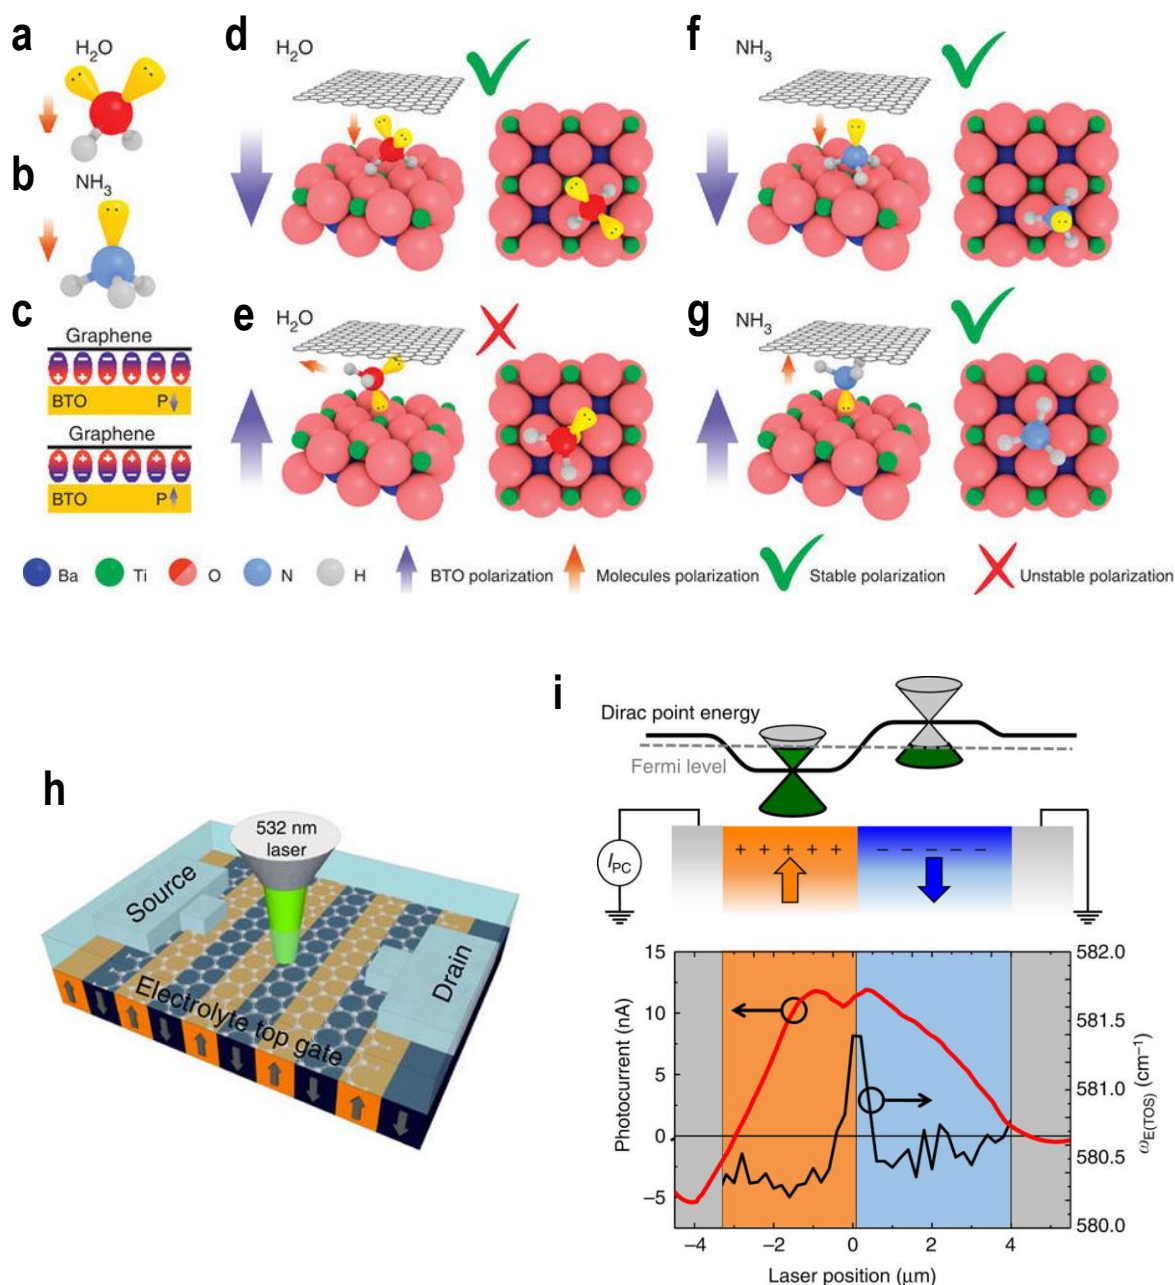 a
H2O
b
NH3
c
Graphene
− − − − − −
+ + + + + +
BTO P
Graphene
+ + + + + +
− − − − − −
BTO P
d
H2O
e
H2O
f
NH3
g
NH3
Ba
Ti
O
N
H
BTO polarization
Molecules polarization
Stable polarization
Unstable polarization
h
532 nm
laser
Source
Drain
Electrolyte top gate
i
Dirac point energy
Fermi level
IPC
+ + + + +
− − − − − −
15
10
5
0
−5
Photocurrent (nA)
582.0
581.5
581.0
580.5
580.0
ωE(TOS) (cm−1)
−4 −2 0 2 4
Laser position (μm)